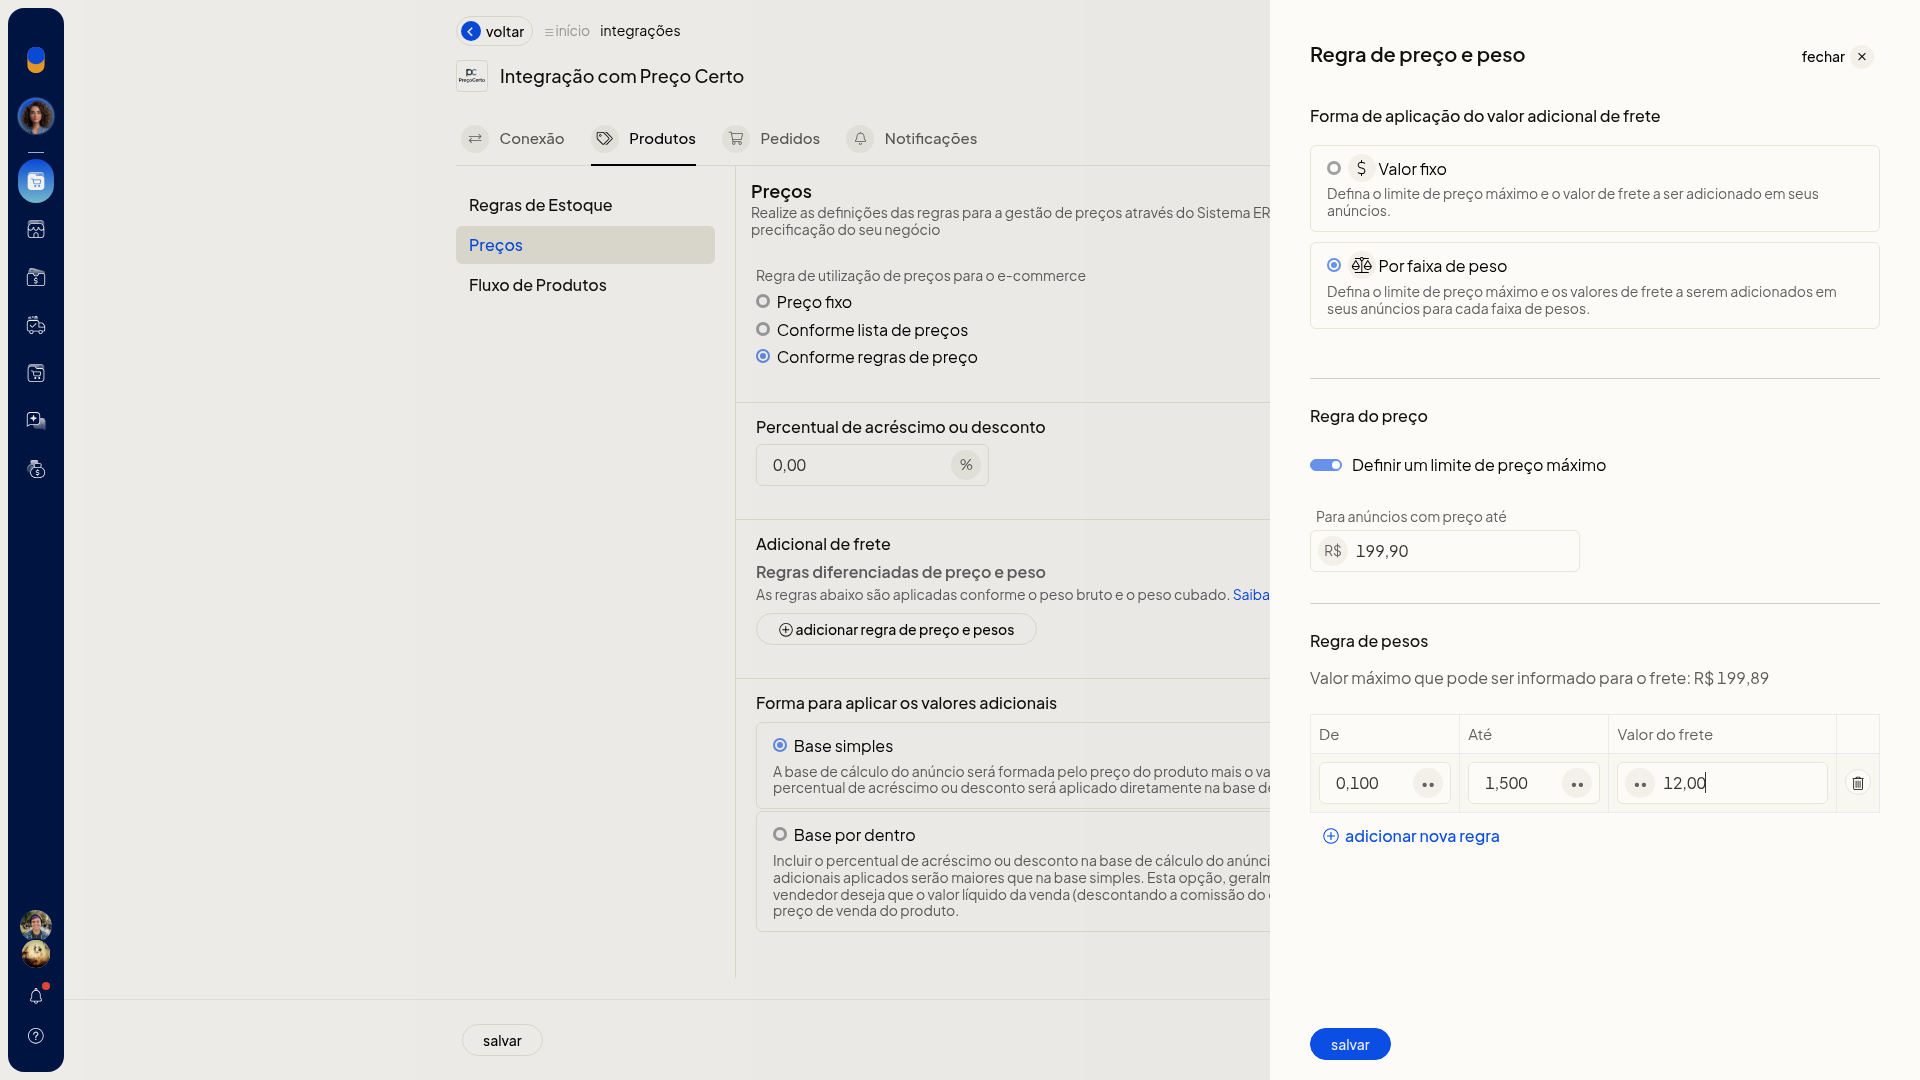 voltar
início
integrações
Integração com Preço Certo
Conexão
Produtos
Pedidos
Notificações
Regras de Estoque
Preços
Fluxo de Produtos
Preços
Realize as definições das regras para a gestão de preços através do Sistema ER
precificação do seu negócio
Regra de utilização de preços para o e-commerce
Preço fixo
Conforme lista de preços
Conforme regras de preço
Percentual de acréscimo ou desconto
0,00 %
Adicional de frete
Regras diferenciadas de preço e peso
As regras abaixo são aplicadas conforme o peso bruto e o peso cubado. Saiba
adicionar regra de preço e pesos
Forma para aplicar os valores adicionais
Base simples
A base de cálculo do anúncio será formada pelo preço do produto mais o va
percentual de acréscimo ou desconto será aplicado diretamente na base de
Base por dentro
Incluir o percentual de acréscimo ou desconto na base de cálculo do anúnci
adicionais aplicados serão maiores que na base simples. Esta opção, geralm
vendedor deseja que o valor líquido da venda (descontando a comissão do
preço de venda do produto.
salvar
Regra de preço e peso
fechar
Forma de aplicação do valor adicional de frete
$ Valor fixo
Defina o limite de preço máximo e o valor de frete a ser adicionado em seus
anúncios.
Por faixa de peso
Defina o limite de preço máximo e os valores de frete a serem adicionados em
seus anúncios para cada faixa de pesos.
Regra do preço
Definir um limite de preço máximo
Para anúncios com preço até
R$ 199,90
Regra de pesos
Valor máximo que pode ser informado para o frete: R$ 199,89
De
Até
Valor do frete
0,100
1,500
12,00
adicionar nova regra
salvar